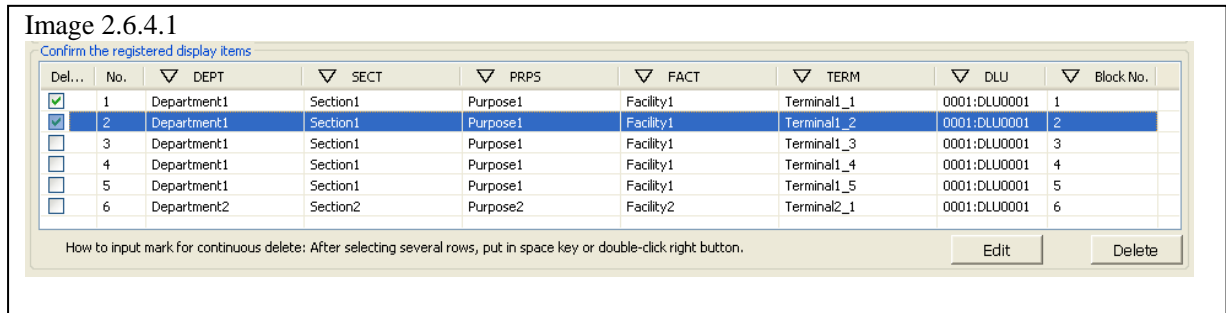 Image 2.6.4.1
Confirm the registered display items
Del... No. DEPT SECT PRPS FACT TERM DLU Block No.
1 Department1 Section1 Purpose1 Facility1 Terminal1_1 0001:DLU0001 1
2 Department1 Section1 Purpose1 Facility1 Terminal1_2 0001:DLU0001 2
3 Department1 Section1 Purpose1 Facility1 Terminal1_3 0001:DLU0001 3
4 Department1 Section1 Purpose1 Facility1 Terminal1_4 0001:DLU0001 4
5 Department1 Section1 Purpose1 Facility1 Terminal1_5 0001:DLU0001 5
6 Department2 Section2 Purpose2 Facility2 Terminal2_1 0001:DLU0001 6
How to input mark for continuous delete: After selecting several rows, put in space key or double-click right button. Edit Delete